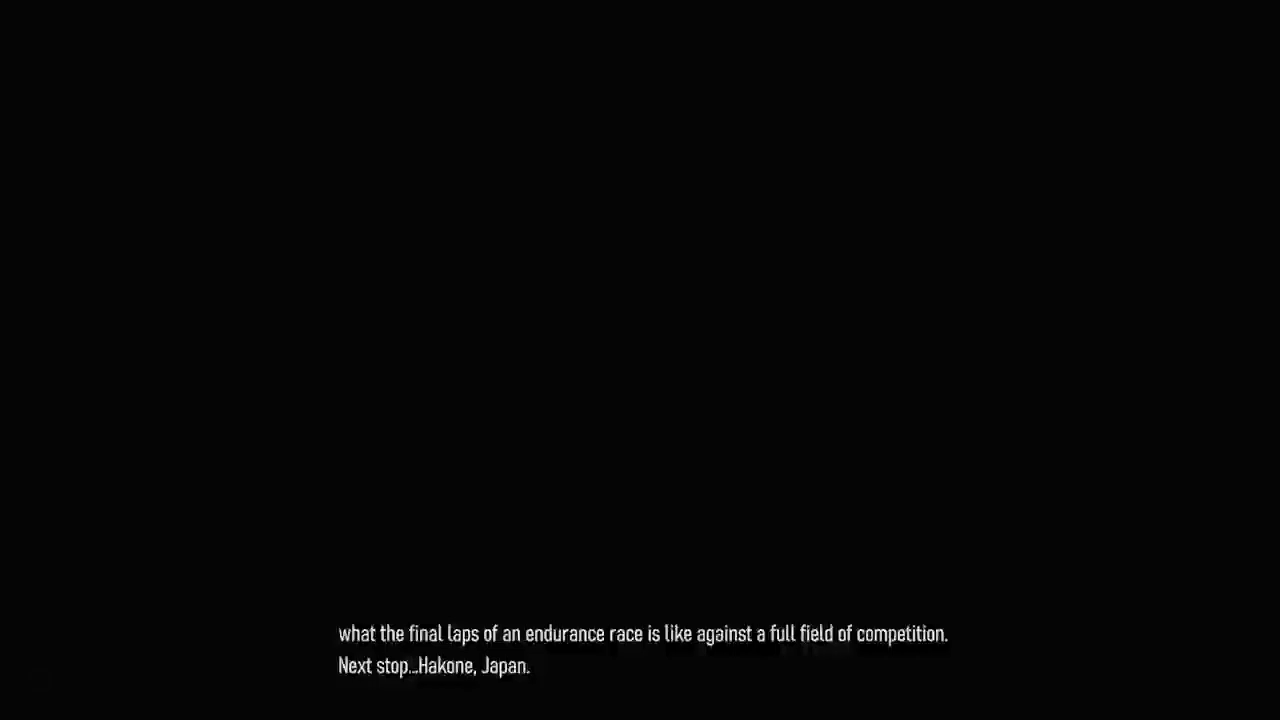 what the final laps of an endurance race is like against a full field of competition.
Next stop...Hakone, Japan.